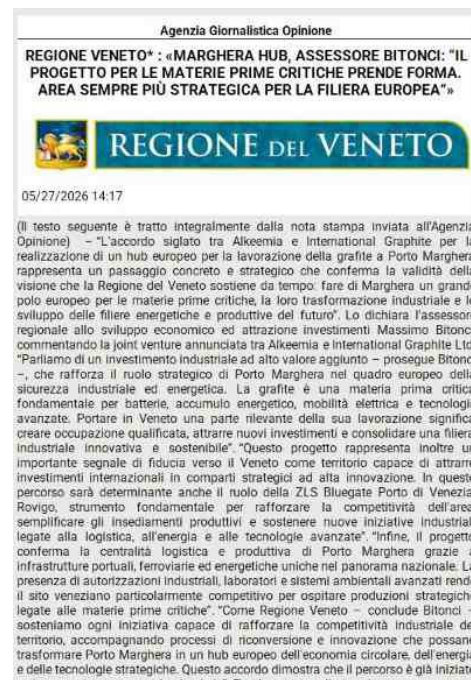 Agenzia Giornalistica Opinione
REGIONE VENETO* : «MARGHERA HUB, ASSESSORE BITONCI: “IL
PROGETTO PER LE MATERIE PRIME CRITICHE PRENDE FORMA.
AREA SEMPRE PIÙ STRATEGICA PER LA FILIERA EUROPEA”»
REGIONE DEL VENETO
05/27/2026 14:17
(Il testo seguente è tratto integralmente dalla nota stampa inviata all'Agenzia
Opinione) – “L'accordo siglato tra Alkeemia e International Graphite per la
realizzazione di un hub europeo per la lavorazione della grafite a Porto Marghera
rappresenta un passaggio concreto e strategico che conferma la validità della
visione che la Regione del Veneto sostiene da tempo: fare di Marghera un grande
polo europeo per le materie prime critiche, la loro trasformazione industriale e lo
sviluppo delle filiere energetiche e produttive del futuro”. Lo dichiara l'assessore
regionale allo sviluppo economico ed attrazione investimenti Massimo Bitonci
commentando la joint venture annunciata tra Alkeemia e International Graphite Ltd.
“Parliamo di un investimento industriale ad alto valore aggiunto – prosegue Bitonci
–, che rafforza il ruolo strategico di Porto Marghera nel quadro europeo della
sicurezza industriale ed energetica. La grafite è una materia prima critica
fondamentale per batterie, accumulo energetico, mobilità elettrica e tecnologie
avanzate. Portare in Veneto una parte rilevante della sua lavorazione significa
creare occupazione qualificata, attrarre nuovi investimenti e consolidare una filiera
industriale innovativa e sostenibile”. “Questo progetto rappresenta inoltre un
importante segnale di fiducia verso il Veneto come territorio capace di attrarre
investimenti internazionali in comparti strategici ad alta innovazione. In questo
percorso sarà determinante anche il ruolo della ZLS Bluegate Porto di Venezia
Rovigo, strumento fondamentale per rafforzare la competitività dell'area,
semplificare gli insediamenti produttivi e sostenere nuove iniziative industriali
legate alla logistica, all'energia e alle tecnologie avanzate”. “Infine, il progetto
conferma la centralità logistica e produttiva di Porto Marghera grazie a
infrastrutture portuali, ferroviarie ed energetiche uniche nel panorama nazionale. La
presenza di autorizzazioni industriali, laboratori e sistemi ambientali avanzati rende
il sito veneziano particolarmente competitivo per ospitare produzioni strategiche
legate alle materie prime critiche”. “Come Regione Veneto – conclude Bitonci –
sosteniamo ogni iniziativa capace di rafforzare la competitività industriale del
territorio, accompagnando processi di riconversione e innovazione che possano
trasformare Porto Marghera in un hub europeo dell'economia circolare, dell'energia
e delle tecnologie strategiche. Questo accordo dimostra che il percorso è già iniziato